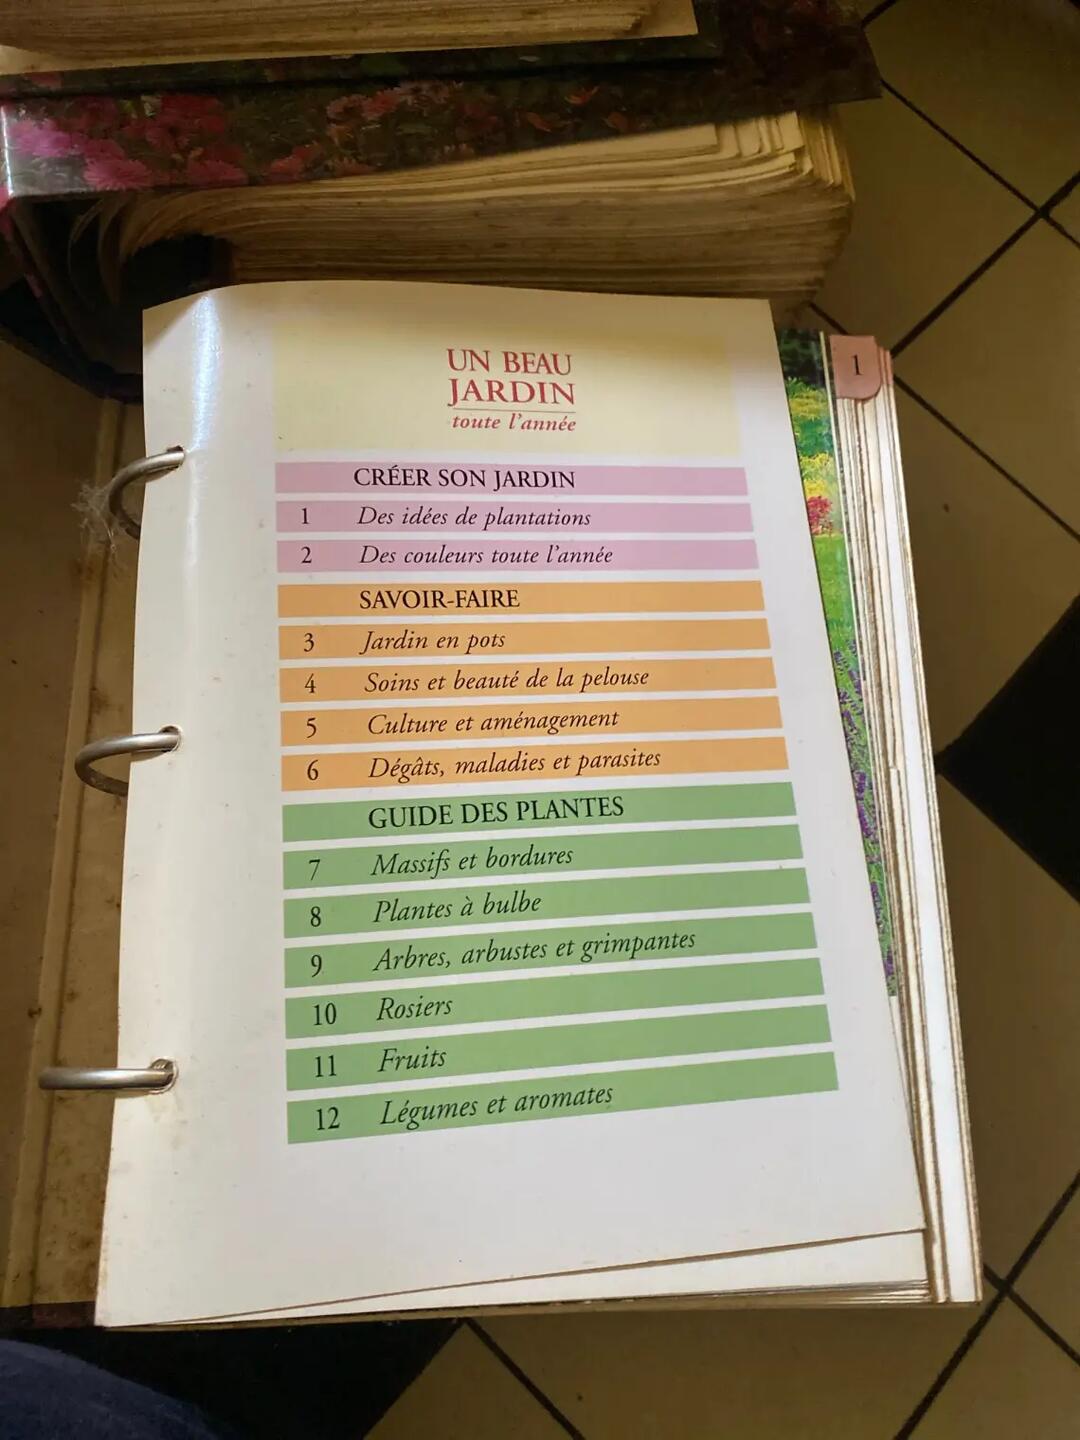 UN BEAU
JARDIN
toute l'année
CRÉER SON JARDIN
1 Des idées de plantations
2 Des couleurs toute l'année
SAVOIR-FAIRE
3 Jardin en pots
4 Soins et beauté de la pelouse
5 Culture et aménagement
6 Dégâts, maladies et parasites
GUIDE DES PLANTES
7 Massifs et bordures
8 Plantes à bulbe
9 Arbres, arbustes et grimpantes
10 Rosiers
11 Fruits
12 Légumes et aromates
1